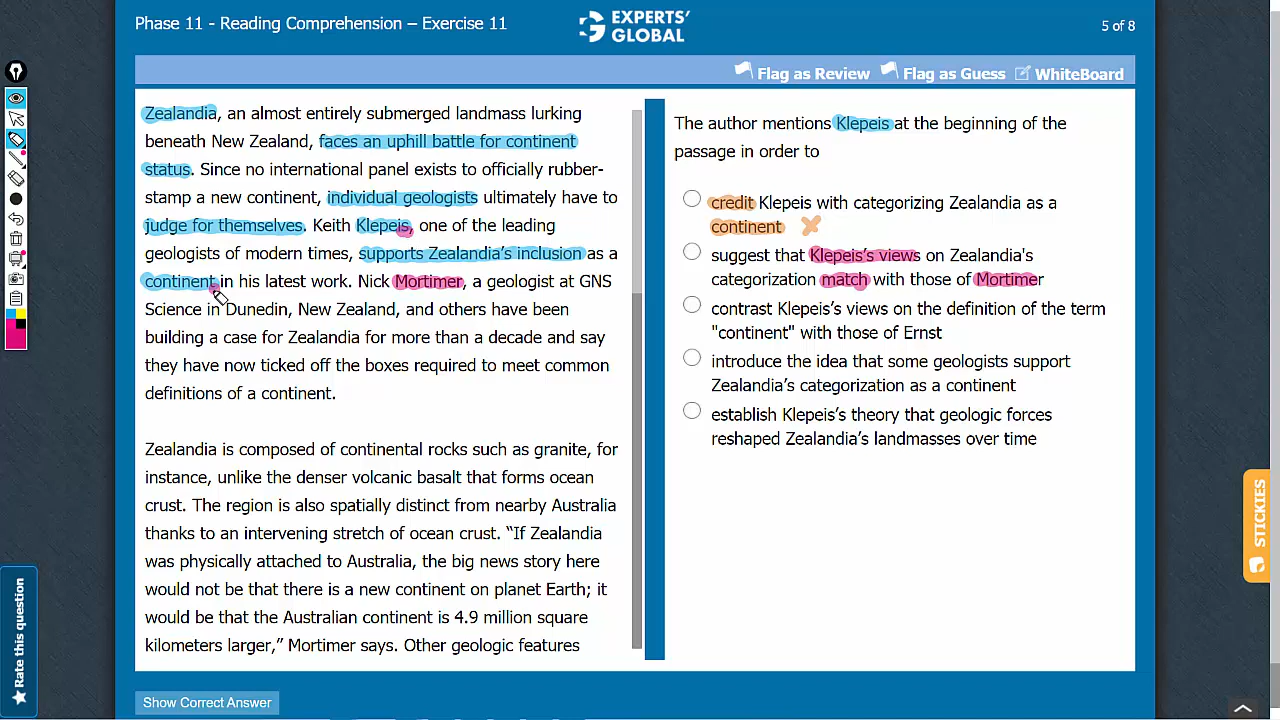 Phase 11 - Reading Comprehension – Exercise 11
EXPERTS'
GLOBAL
5 of 8
Flag as Review
Flag as Guess
WhiteBoard
Zealandia, an almost entirely submerged landmass lurking
beneath New Zealand, faces an uphill battle for continent
status. Since no international panel exists to officially rubber-
stamp a new continent, individual geologists ultimately have to
judge for themselves. Keith Klepeis, one of the leading
geologists of modern times, supports Zealandia's inclusion as a
continent in his latest work. Nick Mortimer, a geologist at GNS
Science in Dunedin, New Zealand, and others have been
building a case for Zealandia for more than a decade and say
they have now ticked off the boxes required to meet common
definitions of a continent.
Zealandia is composed of continental rocks such as granite, for
instance, unlike the denser volcanic basalt that forms ocean
crust. The region is also spatially distinct from nearby Australia
thanks to an intervening stretch of ocean crust. “If Zealandia
was physically attached to Australia, the big news story here
would not be that there is a new continent on planet Earth; it
would be that the Australian continent is 4.9 million square
kilometers larger,” Mortimer says. Other geologic features
The author mentions Klepeis at the beginning of the
passage in order to
credit Klepeis with categorizing Zealandia as a
continent
suggest that Klepeis's views on Zealandia's
categorization match with those of Mortimer
contrast Klepeis's views on the definition of the term
"continent" with those of Ernst
introduce the idea that some geologists support
Zealandia's categorization as a continent
establish Klepeis's theory that geologic forces
reshaped Zealandia's landmasses over time
STICKIES
Rate this question
Show Correct Answer